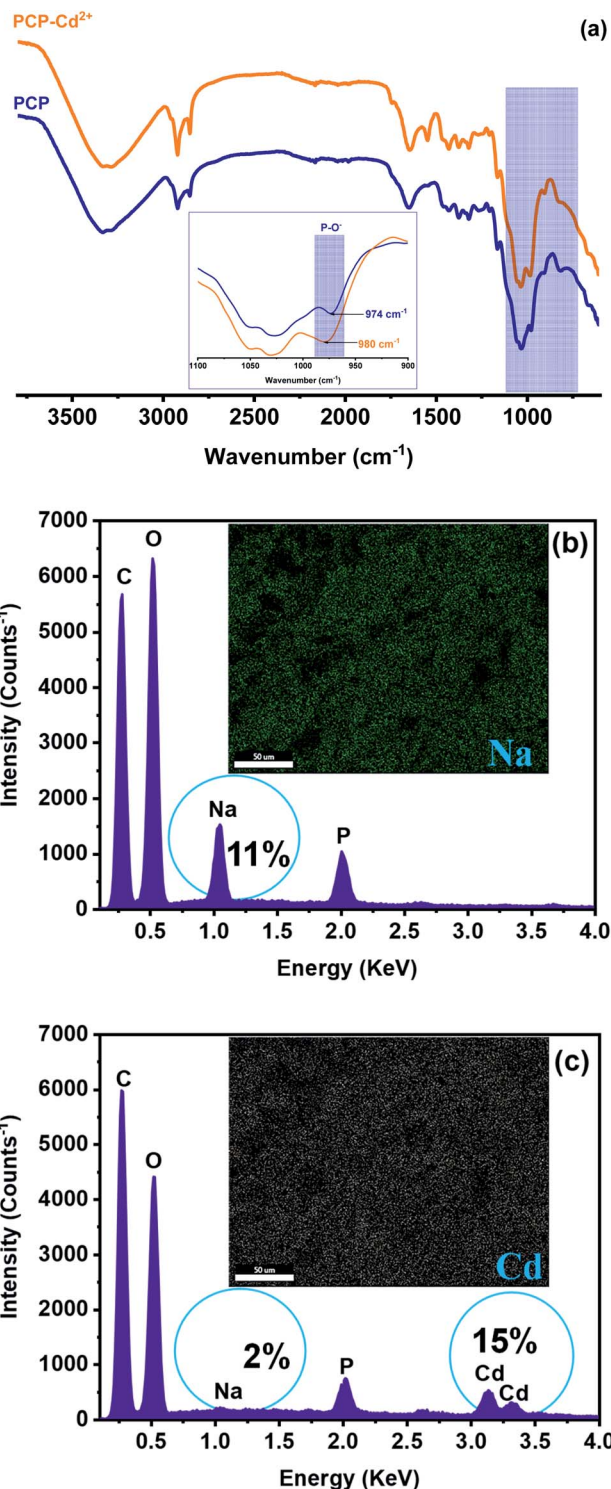 PCP-Cd²⁺
(a)
PCP
P-O⁻
974 cm⁻¹
980 cm⁻¹
1100 1050 1000 950 900
Wavenumber (cm⁻¹)
3500 3000 2500 2000 1500 1000
Wavenumber (cm⁻¹)
7000
6000
5000
4000
3000
2000
1000
0
Intensity (Counts⁻¹)
(b)
C
O
50 um
Na
Na
11%
P
0.5 1.0 1.5 2.0 2.5 3.0 3.5 4.0
Energy (KeV)
7000
6000
5000
4000
3000
2000
1000
0
Intensity (Counts⁻¹)
(c)
C
O
50 um
Cd
2%
Na
P
15%
Cd
Cd
0.5 1.0 1.5 2.0 2.5 3.0 3.5 4.0
Energy (KeV)